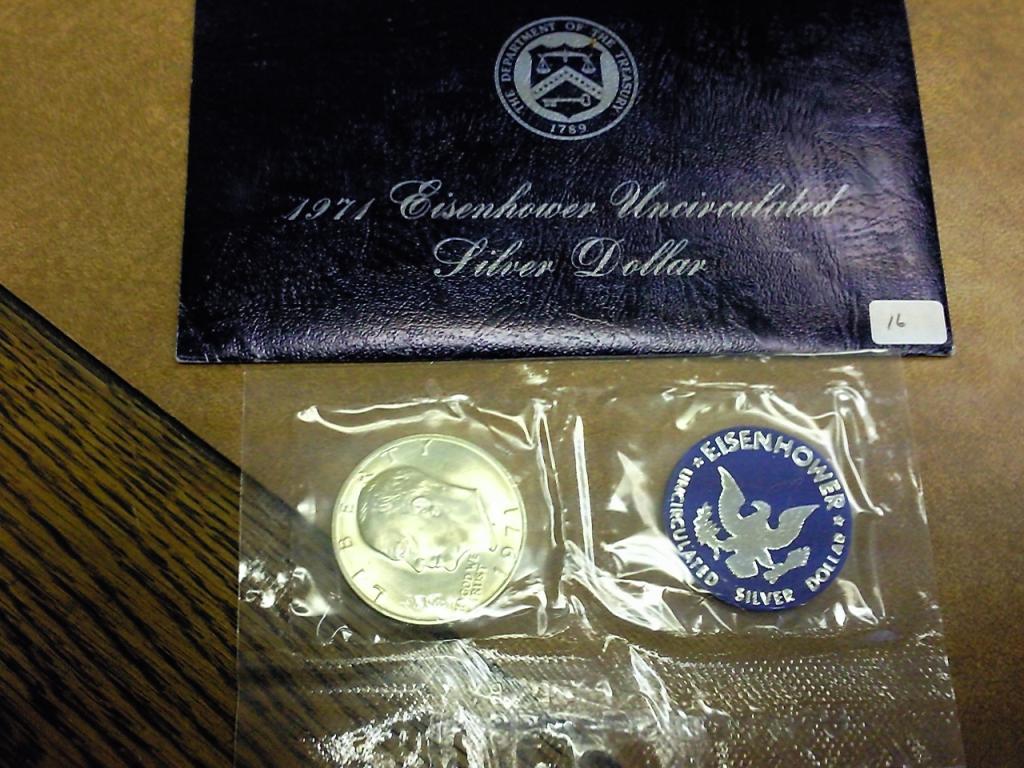 THE DEPARTMENT OF THE TREASURY
1789
1971 Eisenhower Uncirculated
Silver Dollar
16
LIBERTY
GOD WE
TRUST
1971
EISENHOWER
UNCIRCULATED SILVER DOLLAR